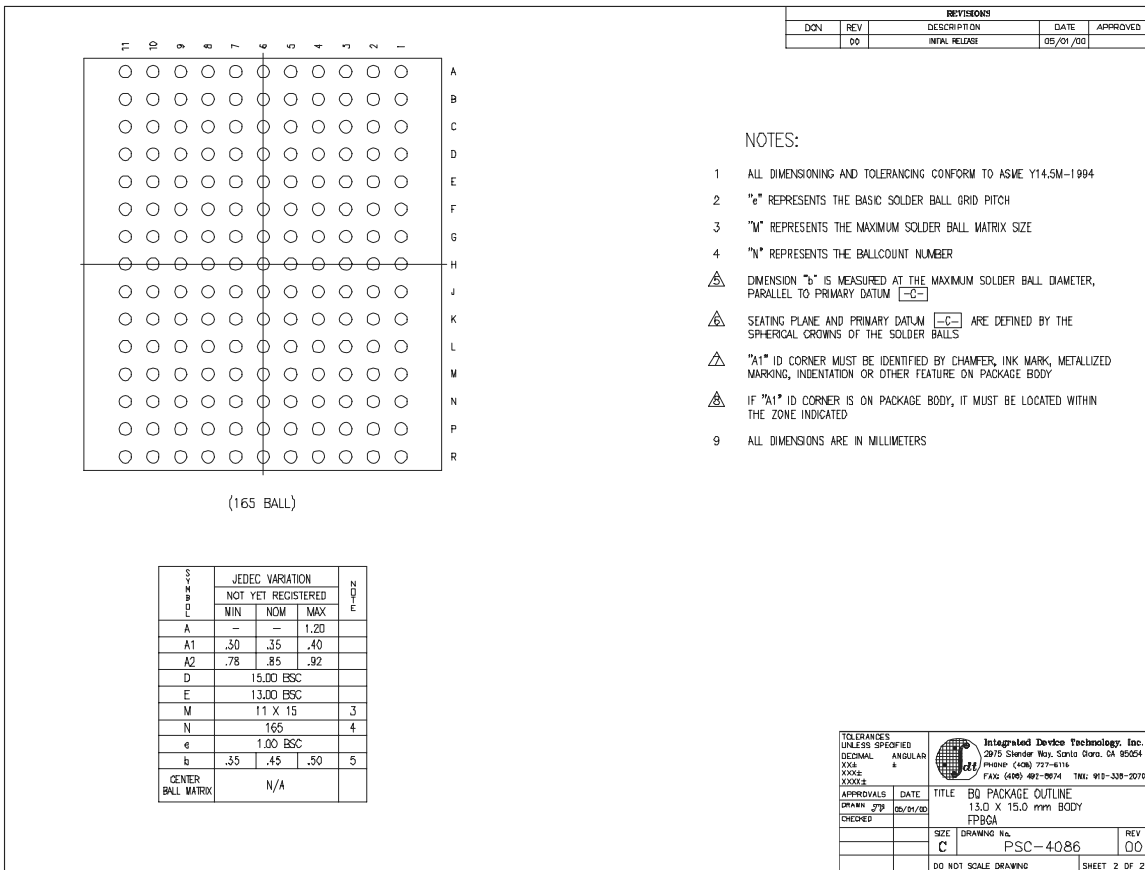 REVISIONS
DCN REV DESCRIPTION DATE APPROVED
00 INITIAL RELEASE 05/01/00
11 10 9 8 7 6 5 4 3 2 1
A
B
C
D
E
F
G
H
J
K
L
M
N
P
R
(165 BALL)
NOTES:
1 ALL DIMENSIONING AND TOLERANCING CONFORM TO ASME Y14.5M-1994
2 "e" REPRESENTS THE BASIC SOLDER BALL GRID PITCH
3 "M" REPRESENTS THE MAXIMUM SOLDER BALL MATRIX SIZE
4 "N" REPRESENTS THE BALLCOUNT NUMBER
5 DIMENSION "b" IS MEASURED AT THE MAXIMUM SOLDER BALL DIAMETER,
PARALLEL TO PRIMARY DATUM -C-
6 SEATING PLANE AND PRIMARY DATUM -C- ARE DEFINED BY THE
SPHERICAL CROWNS OF THE SOLDER BALLS
7 "A1" ID CORNER MUST BE IDENTIFIED BY CHAMFER, INK MARK, METALLIZED
MARKING, INDENTATION OR OTHER FEATURE ON PACKAGE BODY
8 IF "A1" ID CORNER IS ON PACKAGE BODY, IT MUST BE LOCATED WITHIN
THE ZONE INDICATED
9 ALL DIMENSIONS ARE IN MILLIMETERS
SYMBOL JEDEC VARIATION NOTE
NOT YET REGISTERED
MIN NOM MAX
A – – 1.20
A1 .30 .35 .40
A2 .78 .85 .92
D 15.00 BSC
E 13.00 BSC
M 11 X 15 3
N 165 4
e 1.00 BSC
b .35 .45 .50 5
CENTER
BALL MATRIX N/A
TOLERANCES
UNLESS SPECIFIED
DECIMAL ANGULAR
XX± ±
XXX±
XXXX±
idt
Integrated Device Technology, Inc.
2975 Stender Way, Santa Clara, CA 95054
PHONE: (408) 727-6116
FAX: (408) 492-8674 TWX: 910-338-2070
APPROVALS DATE
DRAWN 05/01/00
CHECKED
TITLE BQ PACKAGE OUTLINE
13.0 X 15.0 mm BODY
FPBGA
SIZE DRAWING No. REV
C PSC-4086 00
DO NOT SCALE DRAWING SHEET 2 OF 2